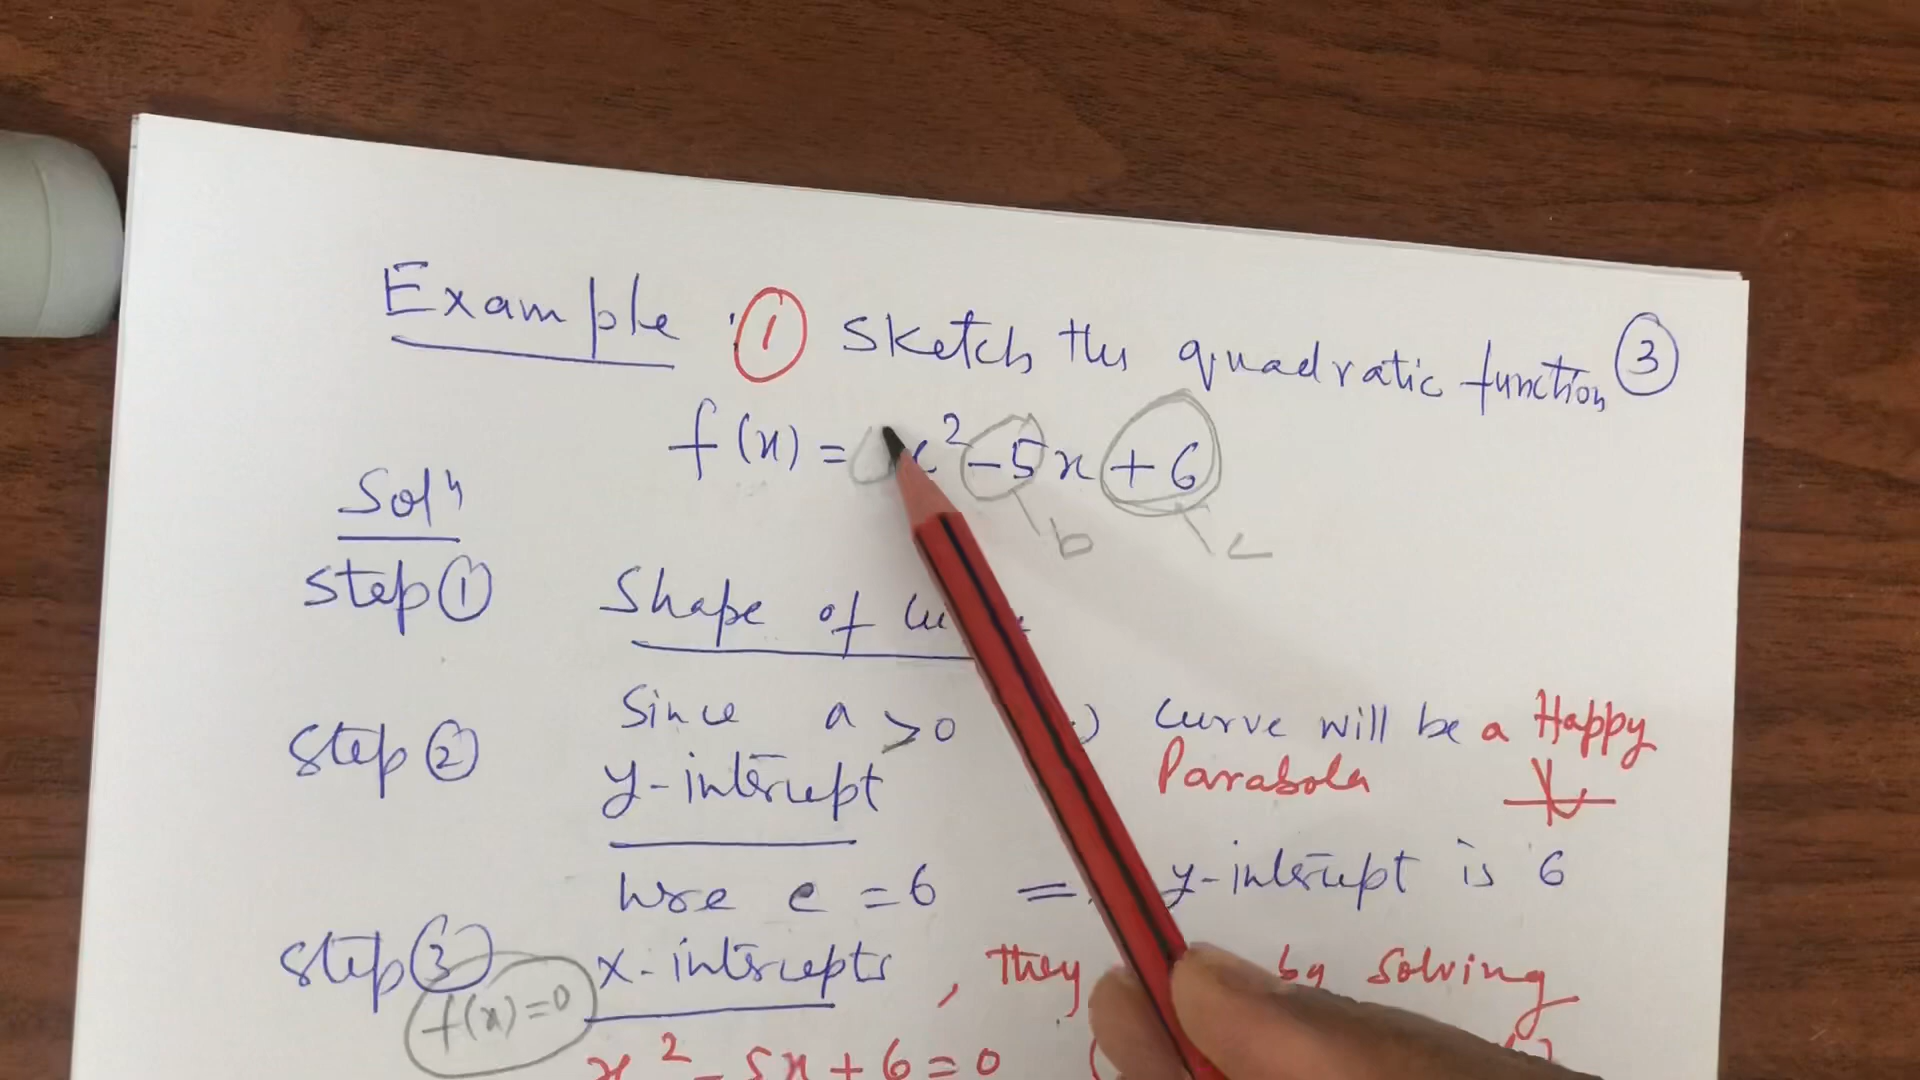 Example : ① Sketch the quadratic function ③
f(x) = x² - 5x + 6
b c
Solⁿ
Step ① Shape of
Since a > 0 curve will be a Happy
Parabola
Step ② y-intercept
c = 6 = y-intercept is 6
Step ③ x-intercepts, they by solving
f(x)=0
x² - 5x + 6 = 0